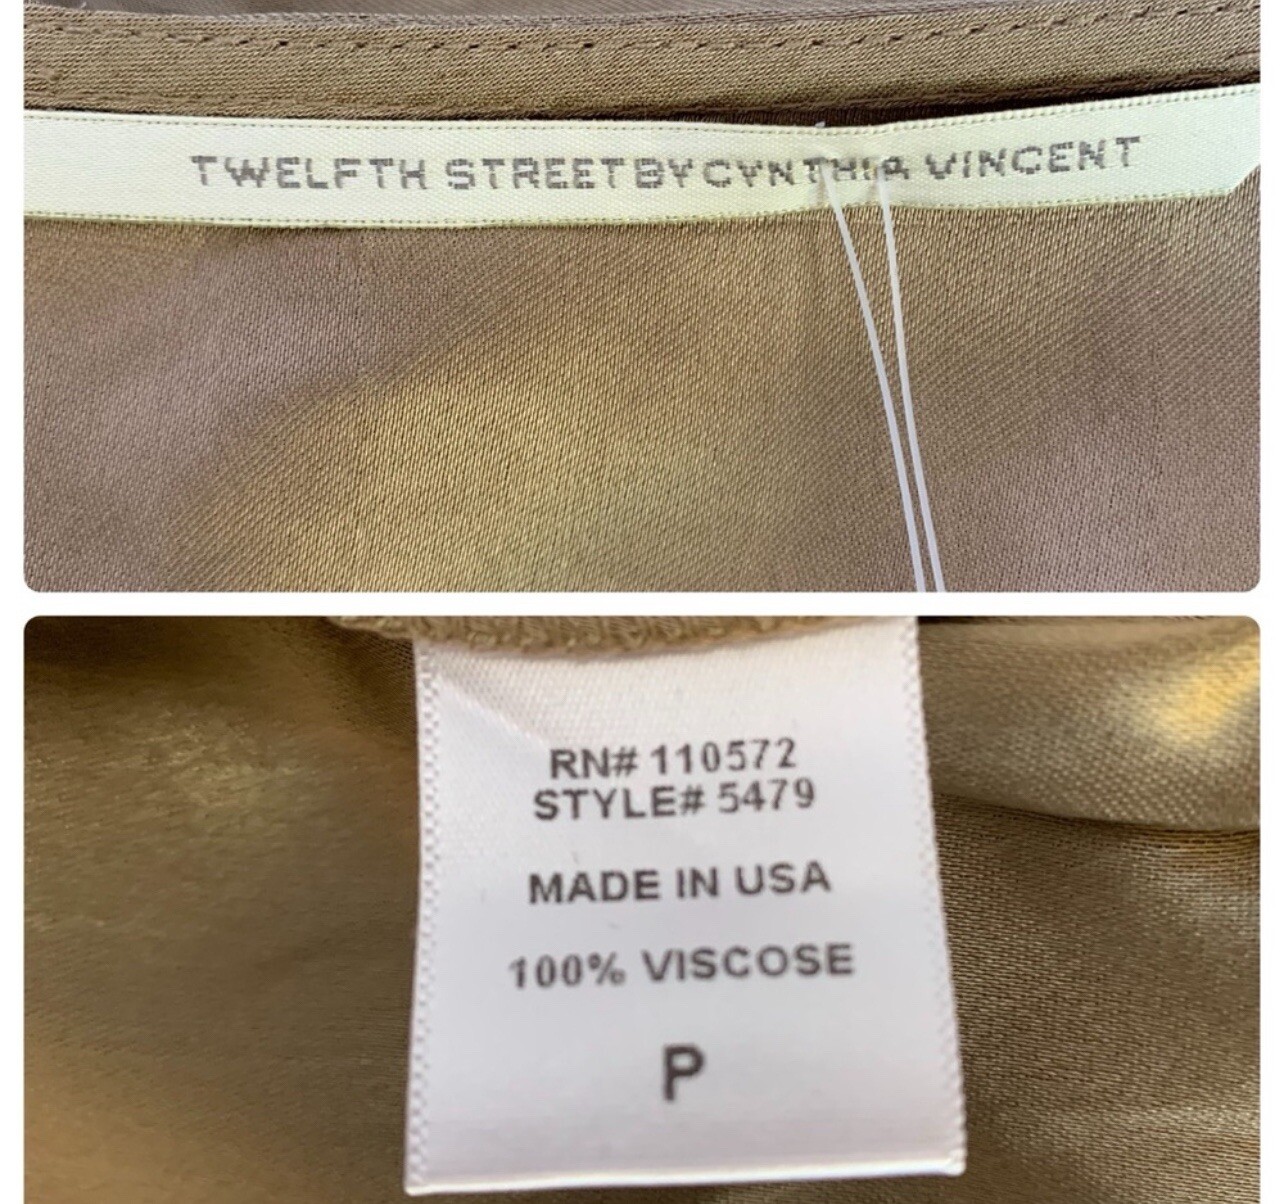 TWELFTH STREET BY CYNTHIA VINCENT
RN# 110572
STYLE# 5479
MADE IN USA
100% VISCOSE
P